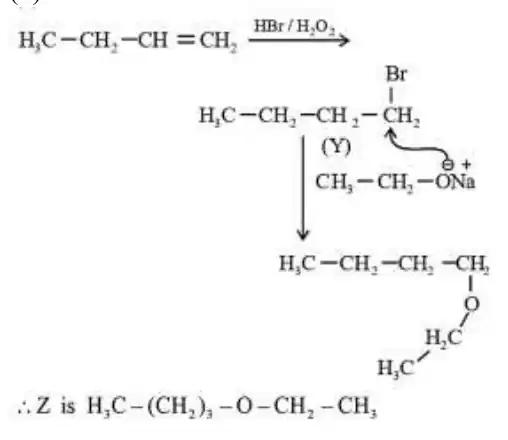 H₃C－CH₂－CH＝CH₂ HBr / H₂O₂
Br
H₃C－CH₂－CH₂－CH₂
(Y)
⊖ +
CH₃－CH₂－ONa
H₃C－CH₂－CH₂－CH₂
O
H₂C
H₃C
∴ Z is H₃C－(CH₂)₃－O－CH₂－CH₃